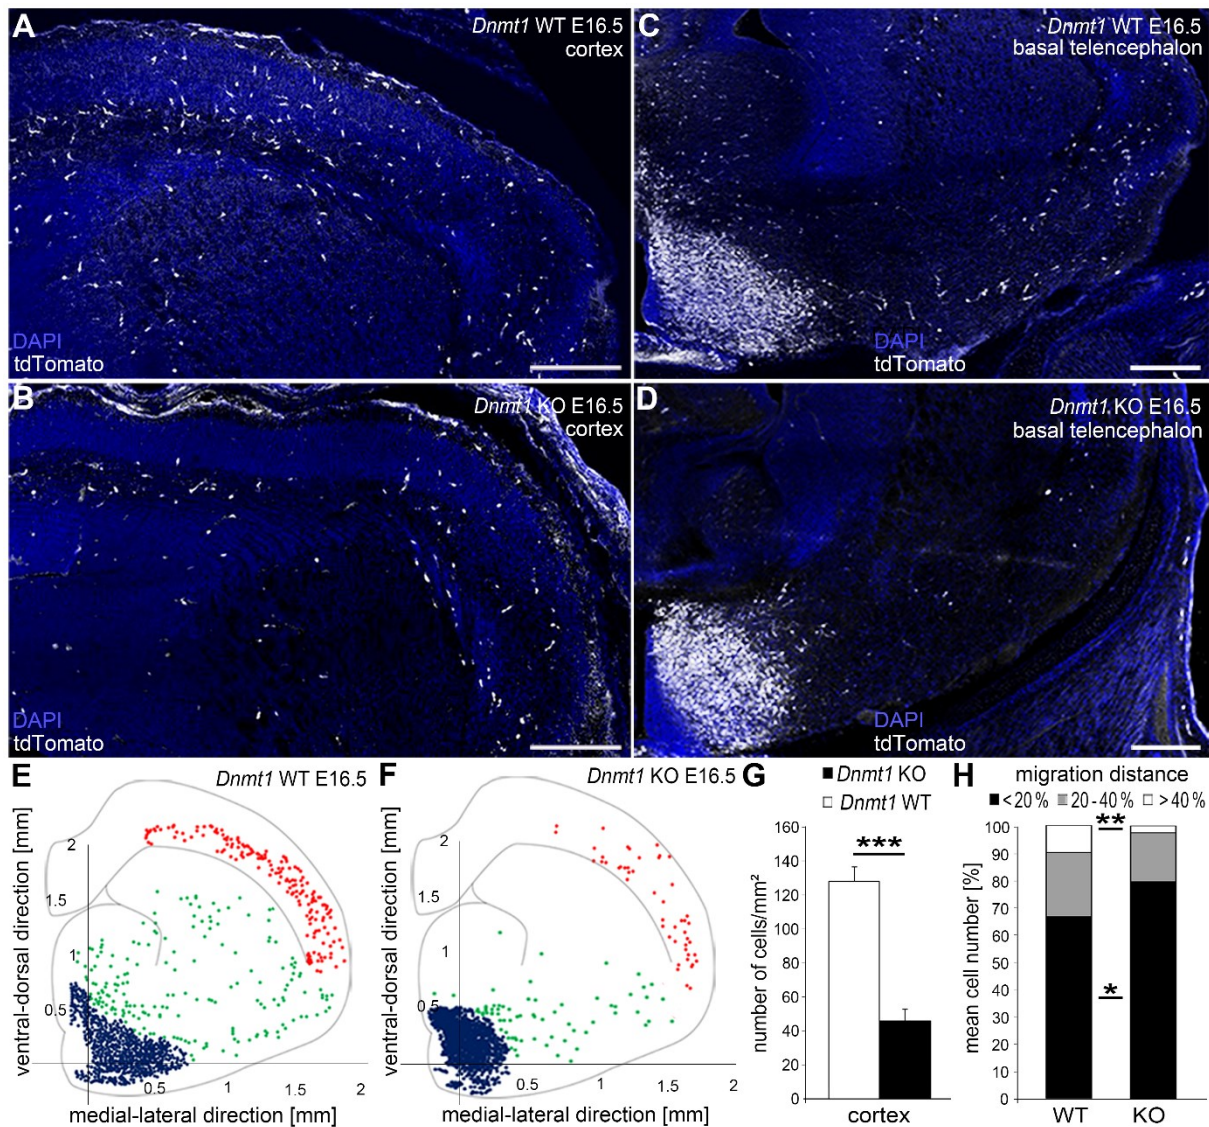 A
Dnmt1 WT E16.5
cortex
DAPI
tdTomato
C
Dnmt1 WT E16.5
basal telencephalon
DAPI
tdTomato
B
Dnmt1 KO E16.5
cortex
DAPI
tdTomato
D
Dnmt1 KO E16.5
basal telencephalon
DAPI
tdTomato
E
Dnmt1 WT E16.5
ventral-dorsal direction [mm]
2
1.5
1
0.5
0.5
1
1.5
2
medial-lateral direction [mm]
F
Dnmt1 KO E16.5
ventral-dorsal direction [mm]
2
1.5
1
0.5
0.5
1
1.5
2
medial-lateral direction [mm]
G
Dnmt1 KO
Dnmt1 WT
number of cells/mm²
160
140
120
100
80
60
40
20
0
***
cortex
H
migration distance
<20 % 20 - 40 % > 40 %
mean cell number [%]
100
90
80
70
60
50
40
30
20
10
0
**
*
WT KO